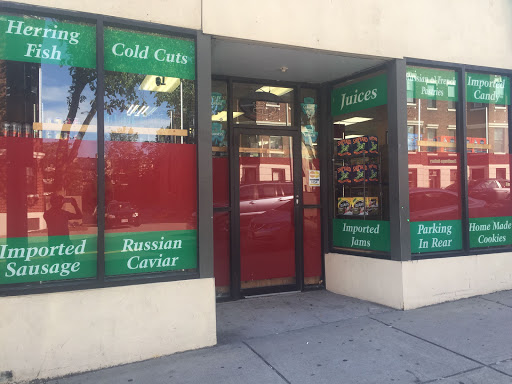 Herring
Fish
Cold Cuts
Imported
Sausage
Russian
Caviar
Juices
Imported
Jams
Pastries
Parking
In Rear
Imported
Candy
Home Made
Cookies